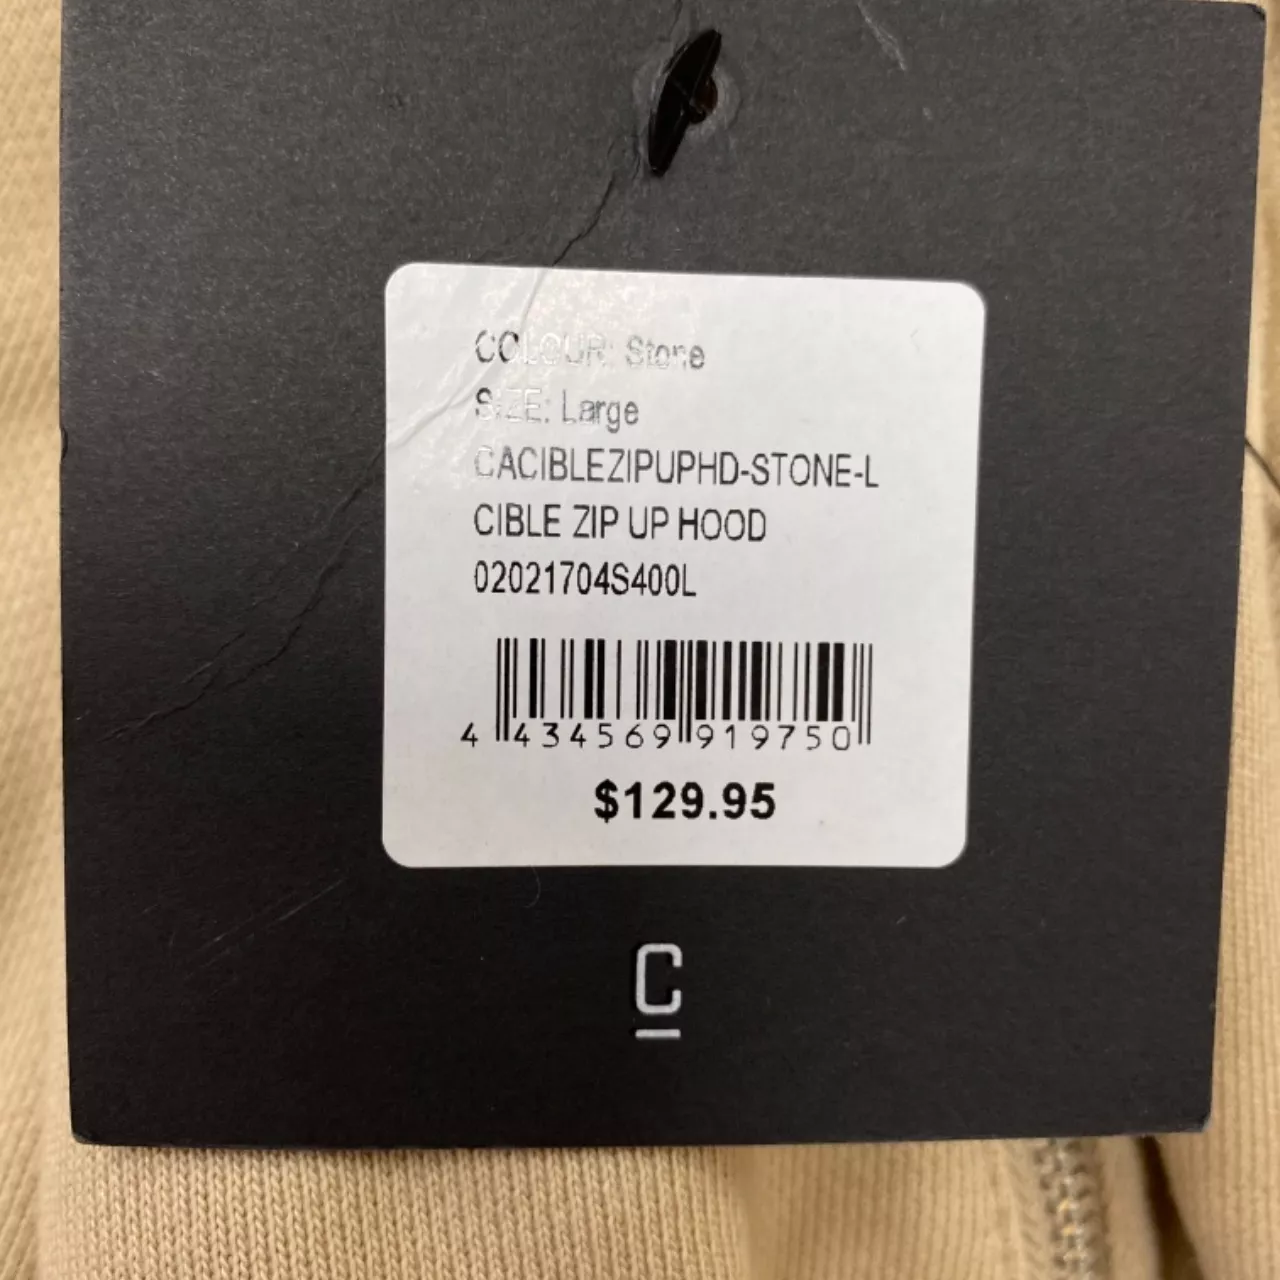 COLOUR: Stone
SIZE: Large
CACIBLEZIPUPHD-STONE-L
CIBLE ZIP UP HOOD
02021704S400L
4 434569 919750
$129.95
C